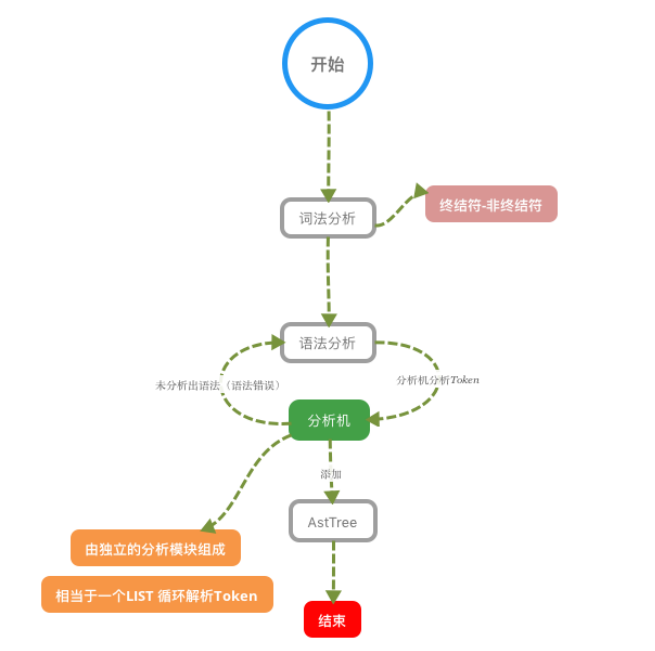 开始
词法分析
终结符-非终结符
语法分析
未分析出语法（语法错误）
分析机分析Token
分析机
添加
AstTree
由独立的分析模块组成
相当于一个LIST 循环解析Token
结束